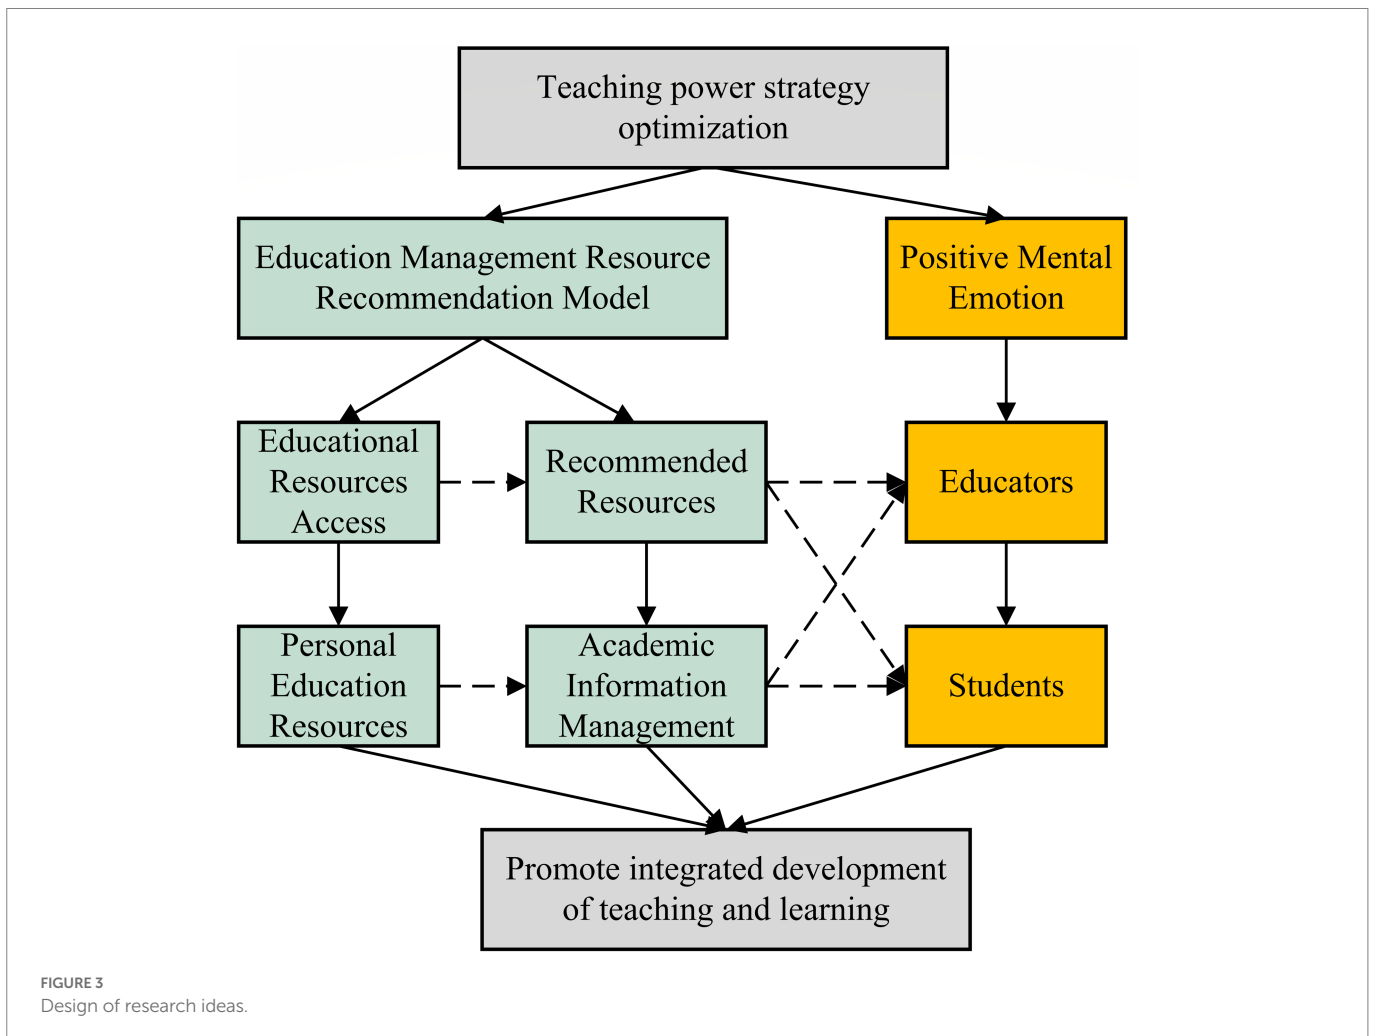 Teaching power strategy
optimization
Education Management Resource
Recommendation Model
Positive Mental
Emotion
Educational
Resources
Access
Recommended
Resources
Educators
Personal
Education
Resources
Academic
Information
Management
Students
Promote integrated development
of teaching and learning
FIGURE 3
Design of research ideas.